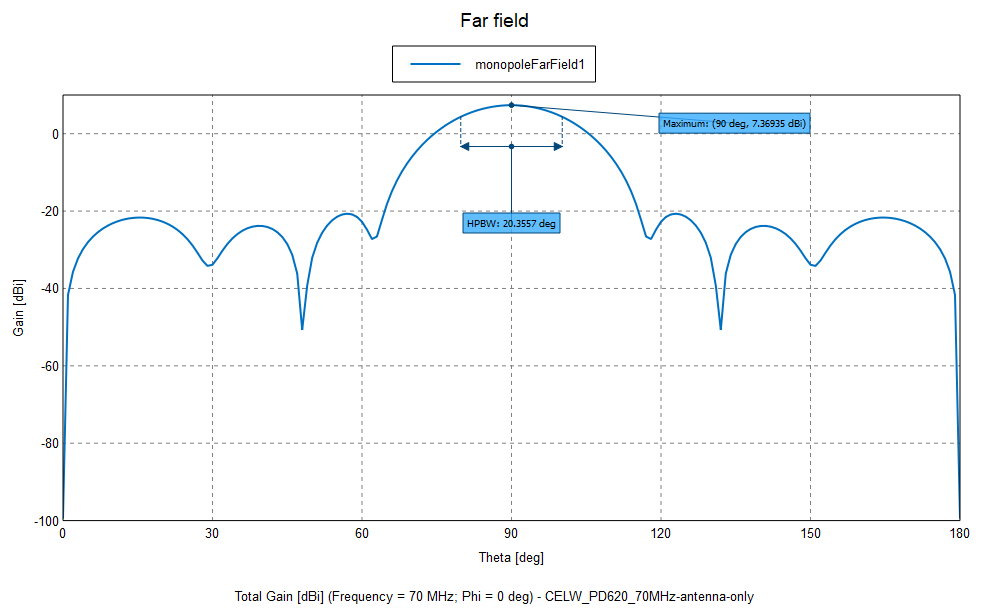 Far field
monopoleFarField1
Maximum: (90 deg, 7.36935 dBi)
HPBW: 20.3557 deg
0
-20
-40
-60
-80
-100
Gain [dBi]
0 30 60 90 120 150 180
Theta [deg]
Total Gain [dBi] (Frequency = 70 MHz; Phi = 0 deg) - CELW_PD620_70MHz-antenna-only